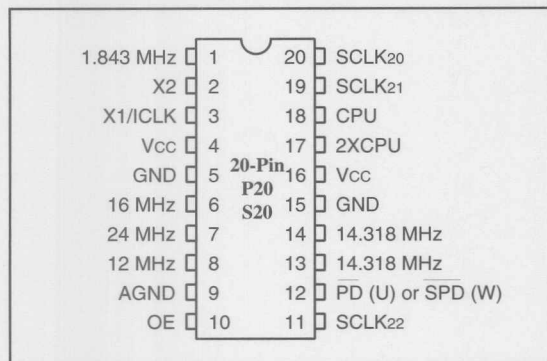 1.843 MHz 1 20 SCLK20
X2 2 19 SCLK21
X1/ICLK 3 18 CPU
Vcc 4 17 2XCPU
GND 5 20-Pin 16 Vcc
P20
16 MHz 6 15 GND
S20
24 MHz 7 14 14.318 MHz
12 MHz 8 13 14.318 MHz
AGND 9 12 P̅D̅ (U) or S̅P̅D̅ (W)
OE 10 11 SCLK22